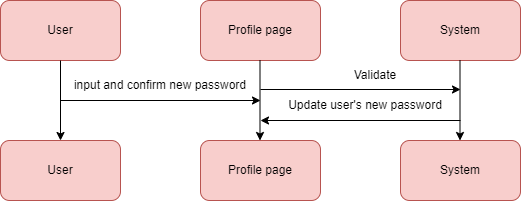 User
Profile page
System
Validate
input and confirm new password
Update user's new password
User
Profile page
System